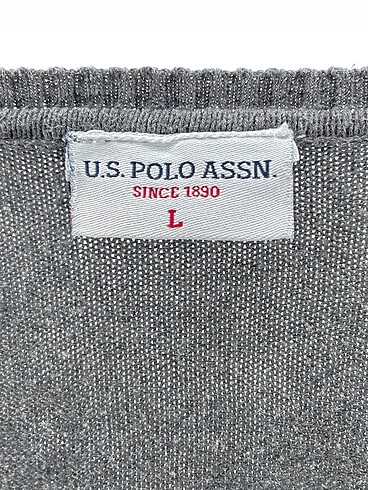 U.S. POLO ASSN.
SINCE 1890
L